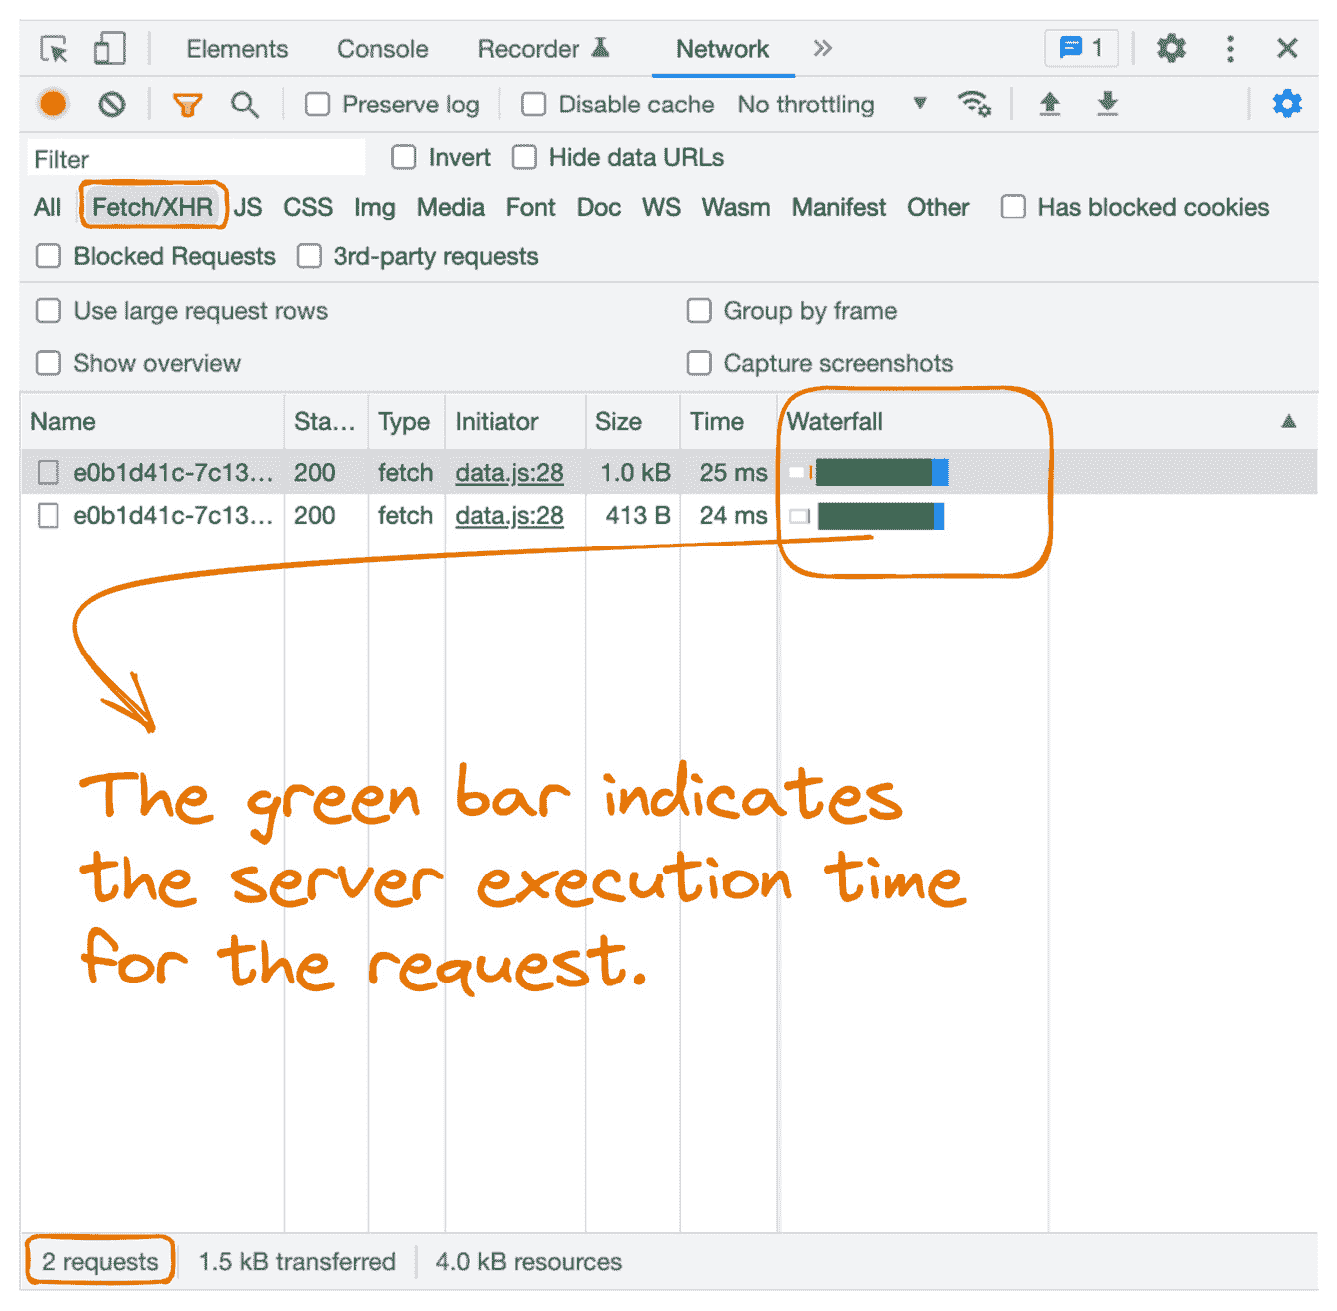 Elements Console Recorder Network 1
Preserve log Disable cache No throttling
Filter Invert Hide data URLs
All Fetch/XHR JS CSS Img Media Font Doc WS Wasm Manifest Other Has blocked cookies
Blocked Requests 3rd-party requests
Use large request rows Group by frame
Show overview Capture screenshots
Name Sta... Type Initiator Size Time Waterfall
e0b1d41c-7c13... 200 fetch data.js:28 1.0 kB 25 ms
e0b1d41c-7c13... 200 fetch data.js:28 413 B 24 ms
The green bar indicates
the server execution time
for the request.
2 requests 1.5 kB transferred 4.0 kB resources